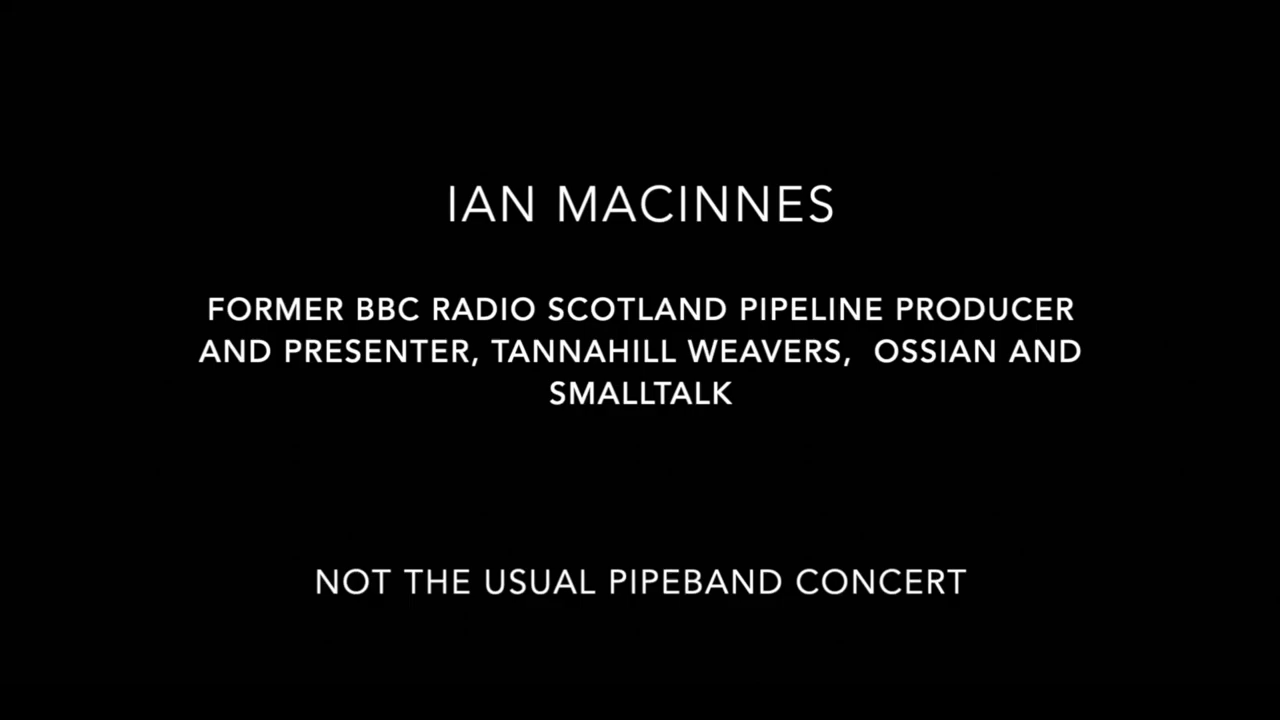 IAN MACINNES
FORMER BBC RADIO SCOTLAND PIPELINE PRODUCER
AND PRESENTER, TANNAHILL WEAVERS,  OSSIAN AND
SMALLTALK
NOT THE USUAL PIPEBAND CONCERT